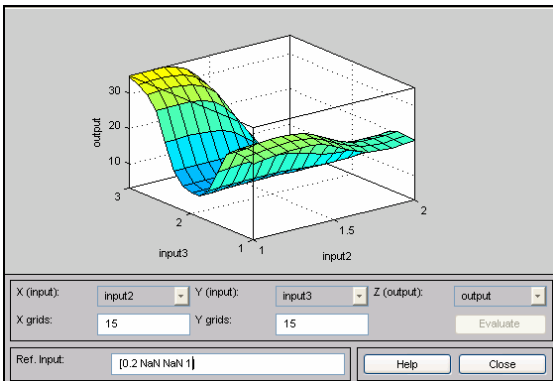 30
20
10
output
3
2
1
input3
1
1.5
2
input2
X (input):
input2
Y (input):
input3
Z (output):
output
X grids:
15
Y grids:
15
Evaluate
Ref. Input:
[0.2 NaN NaN 1]
Help
Close